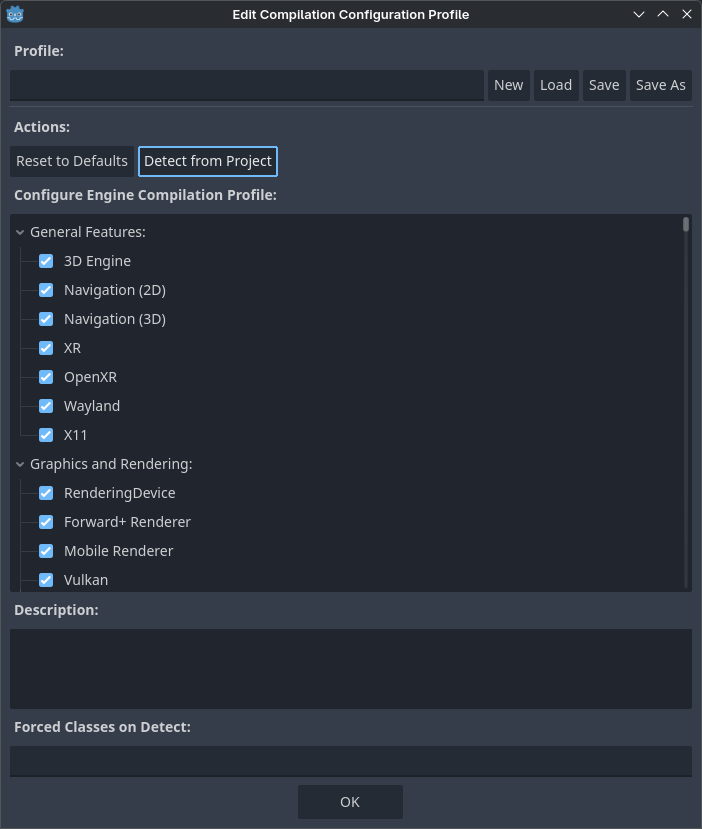 Edit Compilation Configuration Profile
Profile:
New Load Save Save As
Actions:
Reset to Defaults Detect from Project
Configure Engine Compilation Profile:
General Features:
3D Engine
Navigation (2D)
Navigation (3D)
XR
OpenXR
Wayland
X11
Graphics and Rendering:
RenderingDevice
Forward+ Renderer
Mobile Renderer
Vulkan
Description:
Forced Classes on Detect:
OK